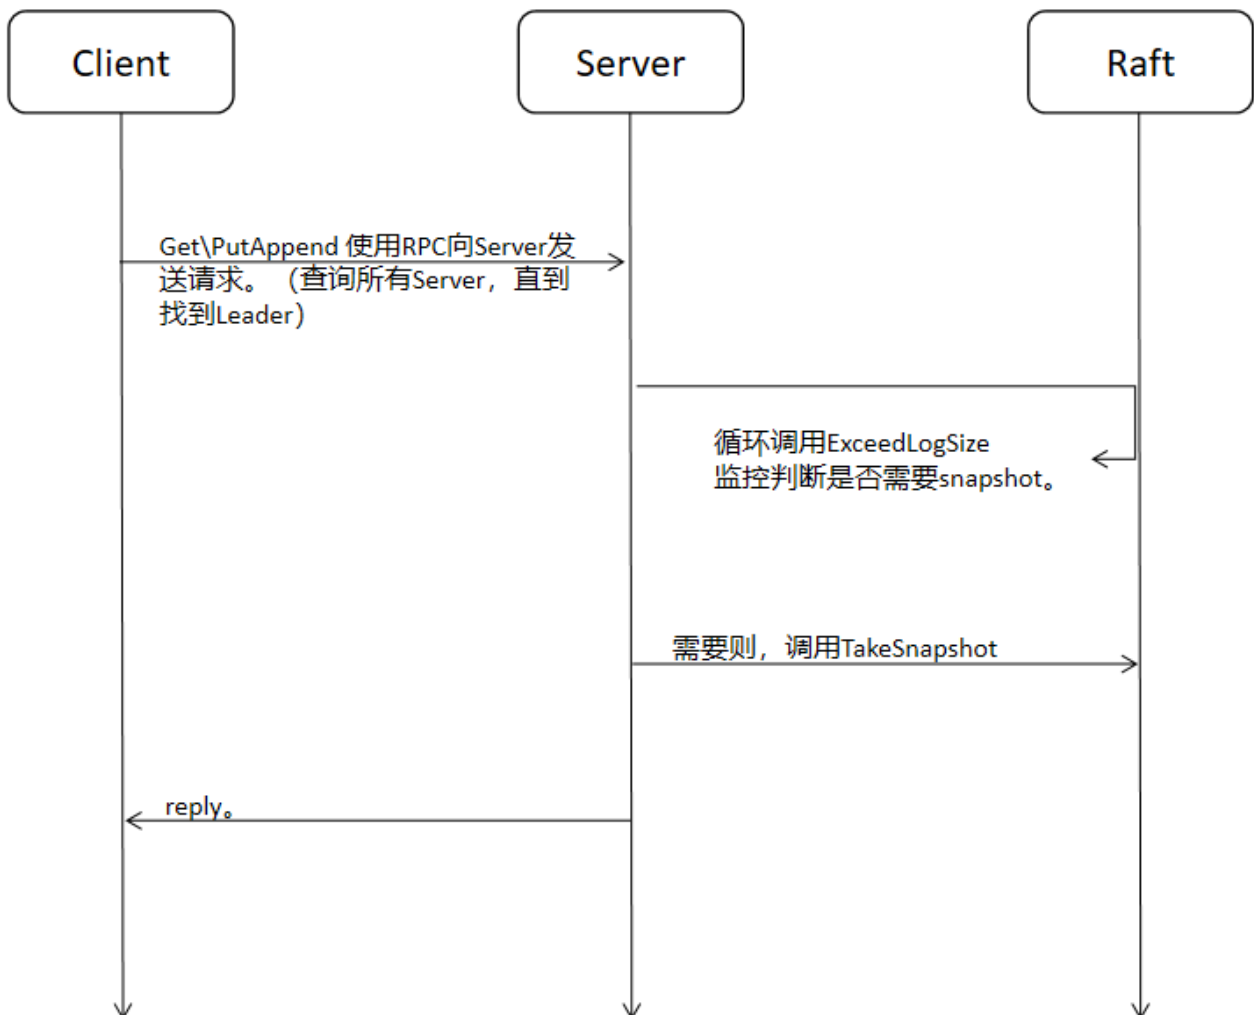 Client
Server
Raft
Get\PutAppend 使用RPC向Server发
送请求。（查询所有Server，直到
找到Leader）
循环调用ExceedLogSize
监控判断是否需要snapshot。
需要则，调用TakeSnapshot
reply。